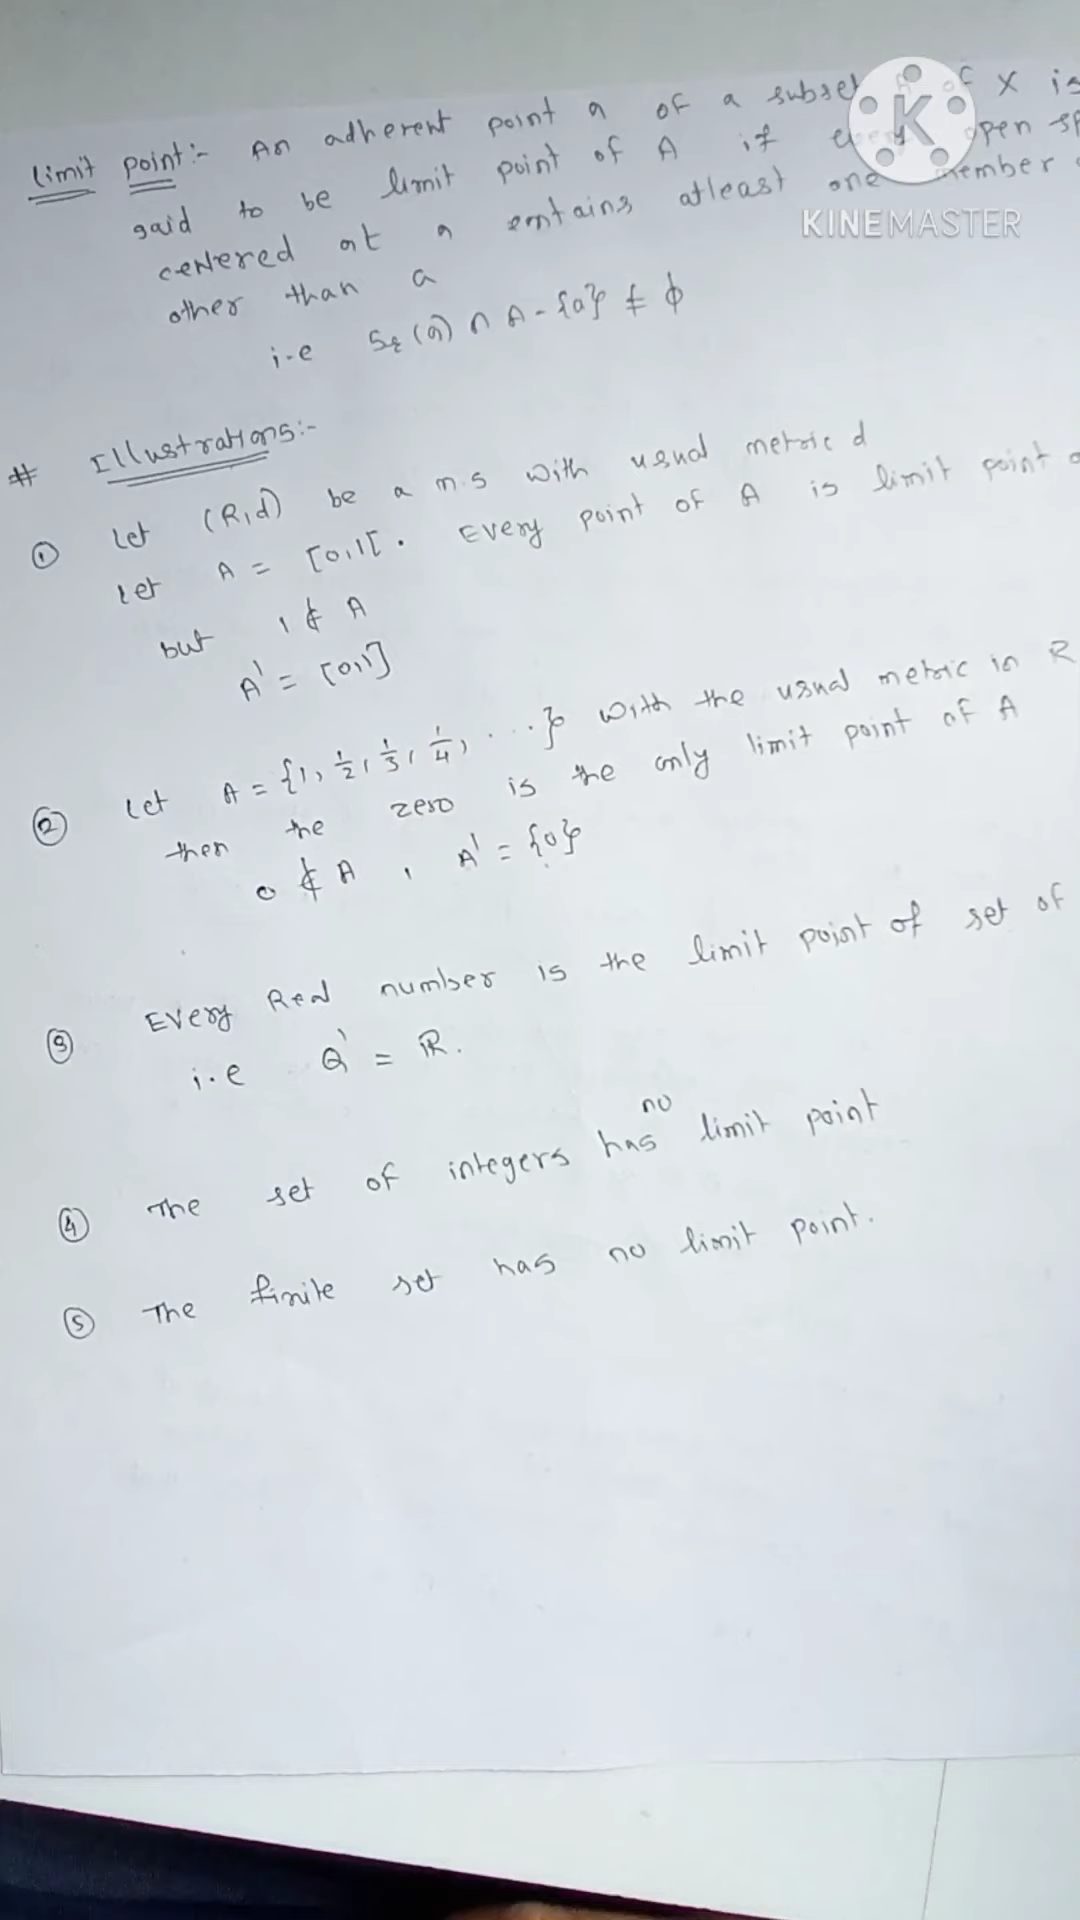 limit point:- An adherent point a of a subset of X is
said to be limit point of A if open
centered at a contains atleast one member
other than a
i.e Sε (a) ∩ A - {a} ≠ ϕ
# Illustrations:-
① Let (R,d) be a m.s with usual metric d
Let A = [0,1[ . Every point of A is limit point
but 1 ∉ A
A' = [0,1]
② Let A = {1, 1/2, 1/3, 1/4, ...} with the usual metric in R
then the zero is the only limit point of A
0 ∉ A , A' = {0}
③ Every Real number is the limit point of set of
i.e Q' = R.
④ The set of integers has no limit point
⑤ The finite set has no limit point.
KINEMASTER